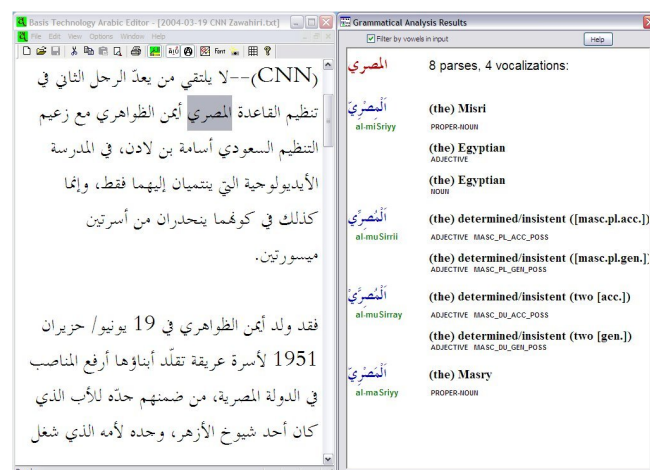 Basis Technology Arabic Editor - [2004-03-19 CNN Zawahiri.txt]
File Edit View Options Window Help
(CNN)--لا يلتقي من يعدّ الرجل الثاني في
تنظيم القاعدة المصري أيمن الظواهري مع زعيم
التنظيم السعودي أسامة بن لادن، في المدرسة
الأيديولوجية التي ينتميان إليهما فقط، وإنما
كذلك في كونهما ينحدران من أسرتين
ميسورتين.
فقد ولد أيمن الظواهري في 19 يونيو/ حزيران
1951 لأسرة عريقة تقلّد أبناؤها أرفع المناصب
في الدولة المصرية، من ضمنهم جدّه للأب الذي
كان أحد شيوخ الأزهر، وجده لأمه الذي شغل
Grammatical Analysis Results
Filter by vowels in input
Help
المصري 8 parses, 4 vocalizations:
اَلْمِصْرِيّ (the) Misri
al-miSriyy PROPER-NOUN
(the) Egyptian
ADJECTIVE
(the) Egyptian
NOUN
اَلْمُصِرِّي (the) determined/insistent ([masc.pl.acc.])
al-muSirrii ADJECTIVE MASC_PL_ACC_POSS
(the) determined/insistent ([masc.pl.gen.])
ADJECTIVE MASC_PL_GEN_POSS
اَلْمُصِرَّيْ (the) determined/insistent (two [acc.])
al-muSirray ADJECTIVE MASC_DU_ACC_POSS
(the) determined/insistent (two [gen.])
ADJECTIVE MASC_DU_GEN_POSS
اَلْمَصْرِيّ (the) Masry
al-maSriyy PROPER-NOUN